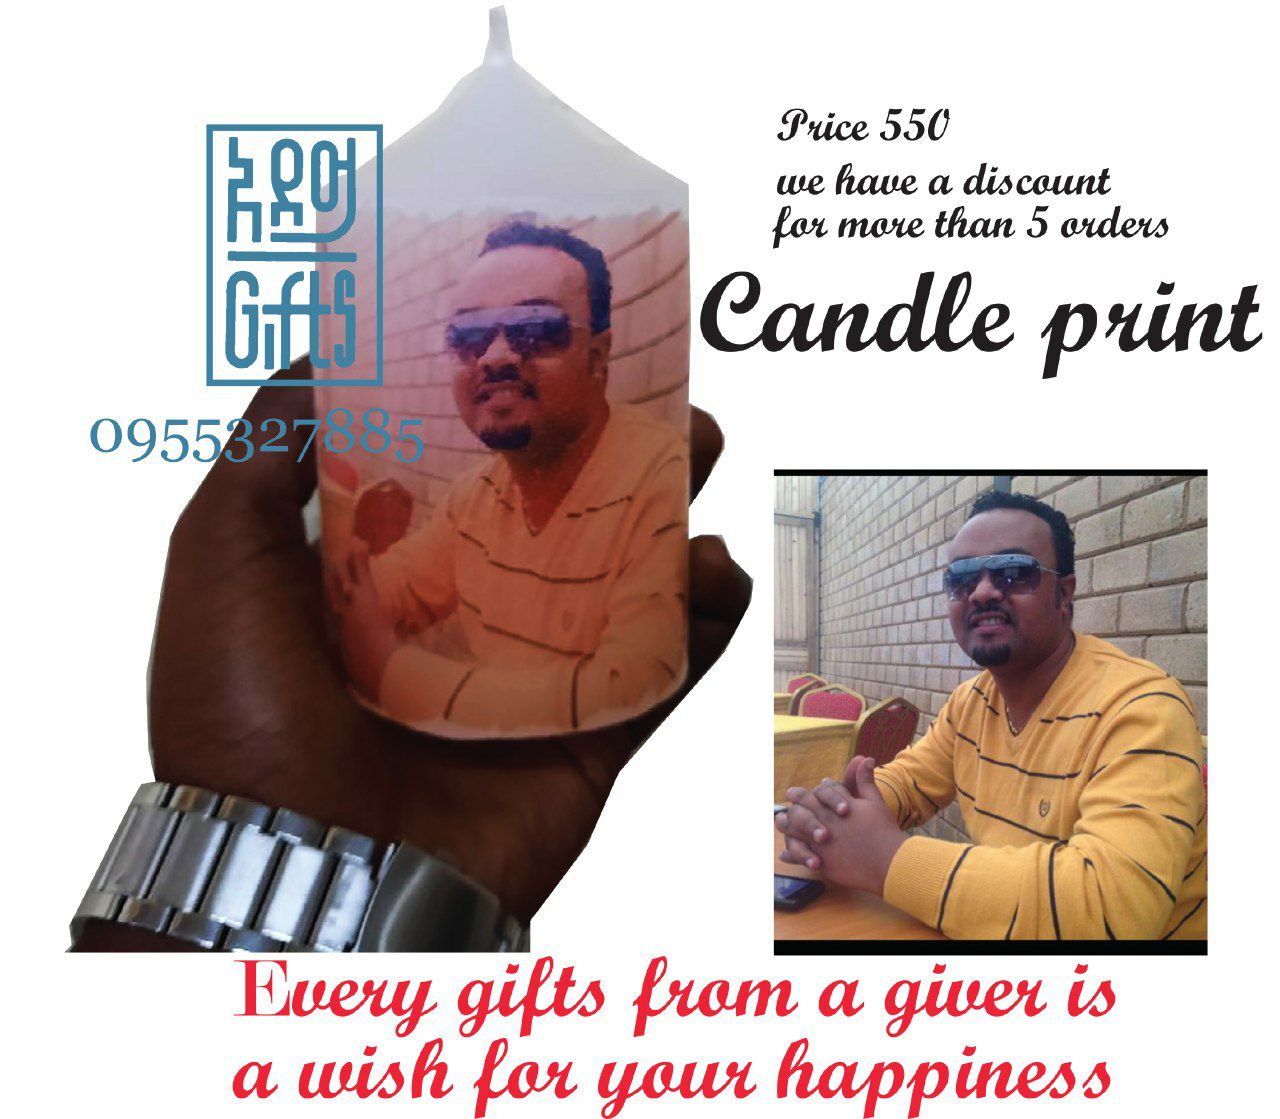 Gifts
0955327885
Price 550
we have a discount
for more than 5 orders
Candle print
Every gifts from a giver is
a wish for your happiness